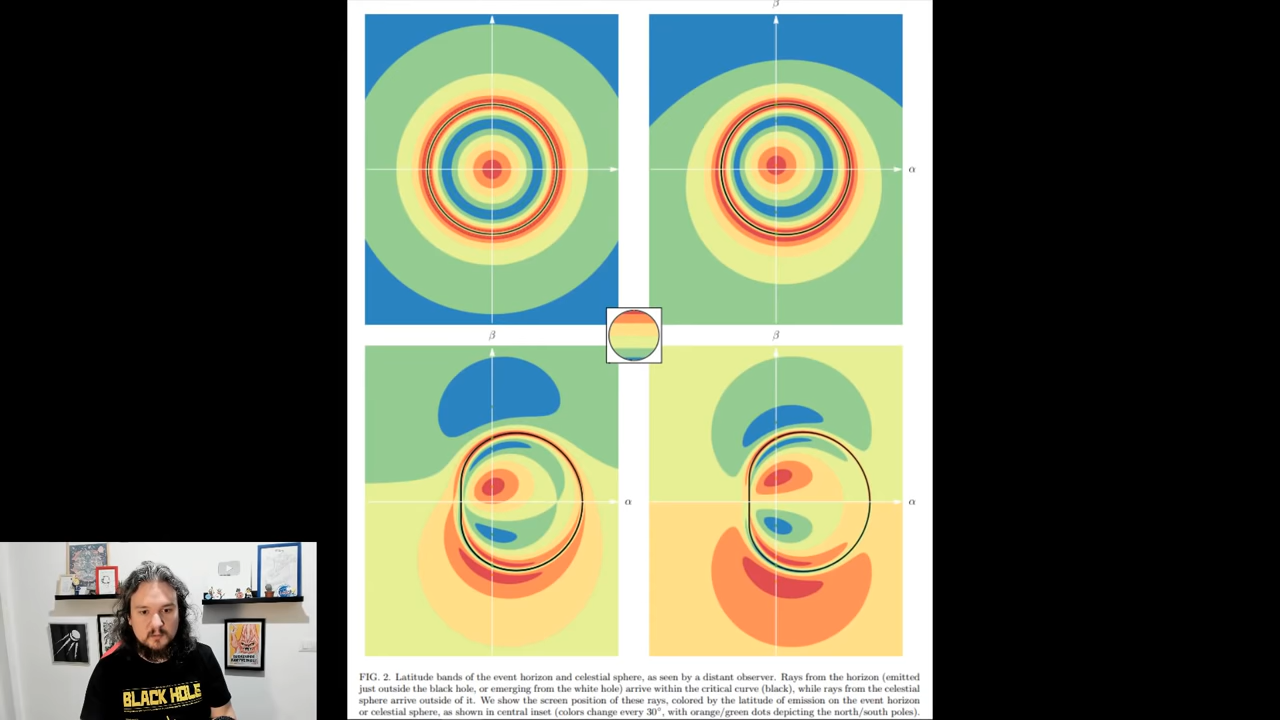 β
α
β
α
β
α
FIG. 2. Latitude bands of the event horizon and celestial sphere, as seen by a distant observer. Rays from the horizon (emitted
just outside the black hole, or emerging from the white hole) arrive within the critical curve (black), while rays from the celestial
sphere arrive outside of it. We show the screen position of these rays, colored by the latitude of emission on the event horizon
or celestial sphere, as shown in central inset (colors change every 30°, with orange/green dots depicting the north/south poles).
BLACK HOLE